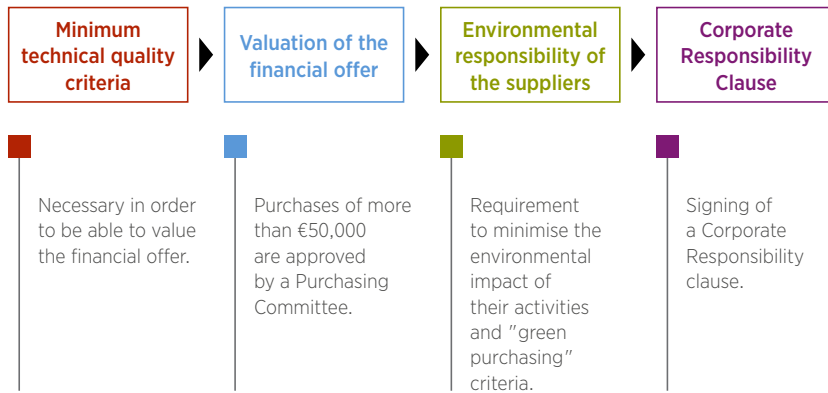 Minimum
technical quality
criteria
Valuation of the
financial offer
Environmental
responsibility of
the suppliers
Corporate
Responsibility
Clause
Necessary in order
to be able to value
the financial offer.
Purchases of more
than €50,000
are approved
by a Purchasing
Committee.
Requirement
to minimise the
environmental
impact of
their activities
and "green
purchasing"
criteria.
Signing of
a Corporate
Responsibility
clause.